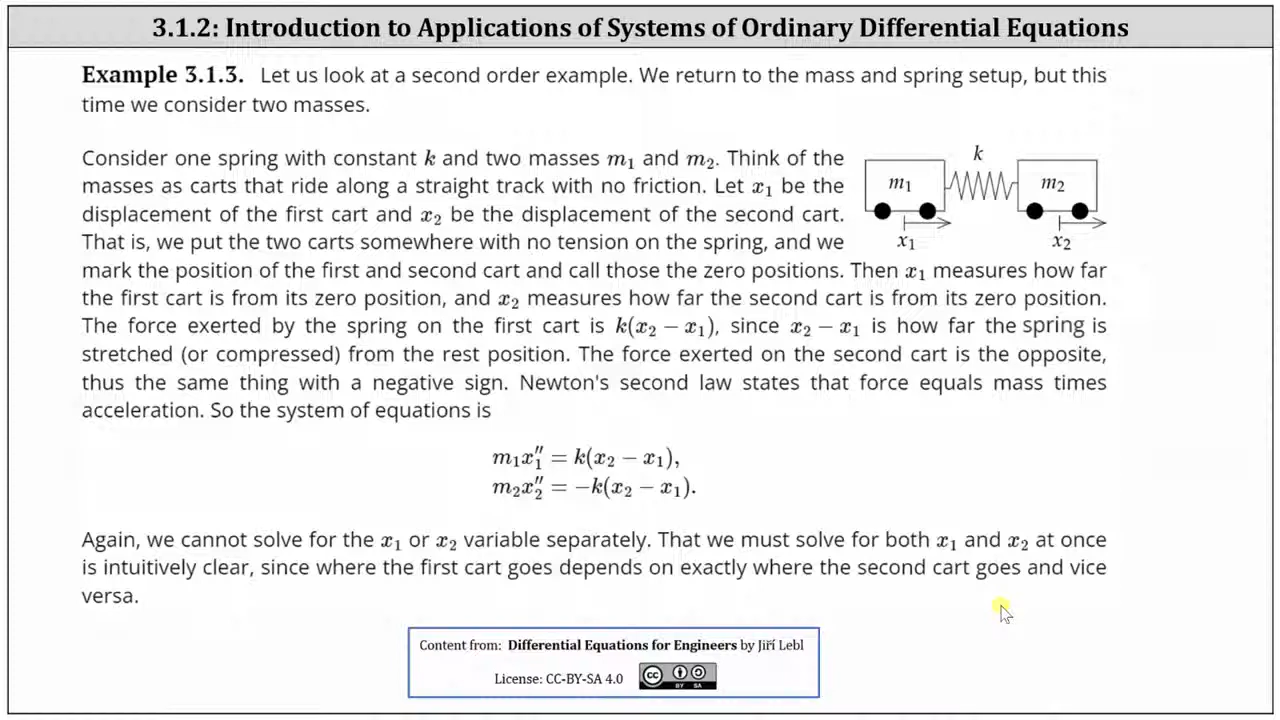 3.1.2: Introduction to Applications of Systems of Ordinary Differential Equations
Example 3.1.3. Let us look at a second order example. We return to the mass and spring setup, but this
time we consider two masses.
Consider one spring with constant k and two masses m₁ and m₂. Think of the
masses as carts that ride along a straight track with no friction. Let x₁ be the
displacement of the first cart and x₂ be the displacement of the second cart.
That is, we put the two carts somewhere with no tension on the spring, and we
k
m₁
m₂
x₁
x₂
mark the position of the first and second cart and call those the zero positions. Then x₁ measures how far
the first cart is from its zero position, and x₂ measures how far the second cart is from its zero position.
The force exerted by the spring on the first cart is k(x₂ − x₁), since x₂ − x₁ is how far the spring is
stretched (or compressed) from the rest position. The force exerted on the second cart is the opposite,
thus the same thing with a negative sign. Newton's second law states that force equals mass times
acceleration. So the system of equations is
m₁x₁″ = k(x₂ − x₁),
m₂x₂″ = −k(x₂ − x₁).
Again, we cannot solve for the x₁ or x₂ variable separately. That we must solve for both x₁ and x₂ at once
is intuitively clear, since where the first cart goes depends on exactly where the second cart goes and vice
versa.
Content from: Differential Equations for Engineers by Jiří Lebl
License: CC-BY-SA 4.0
cc
BY SA